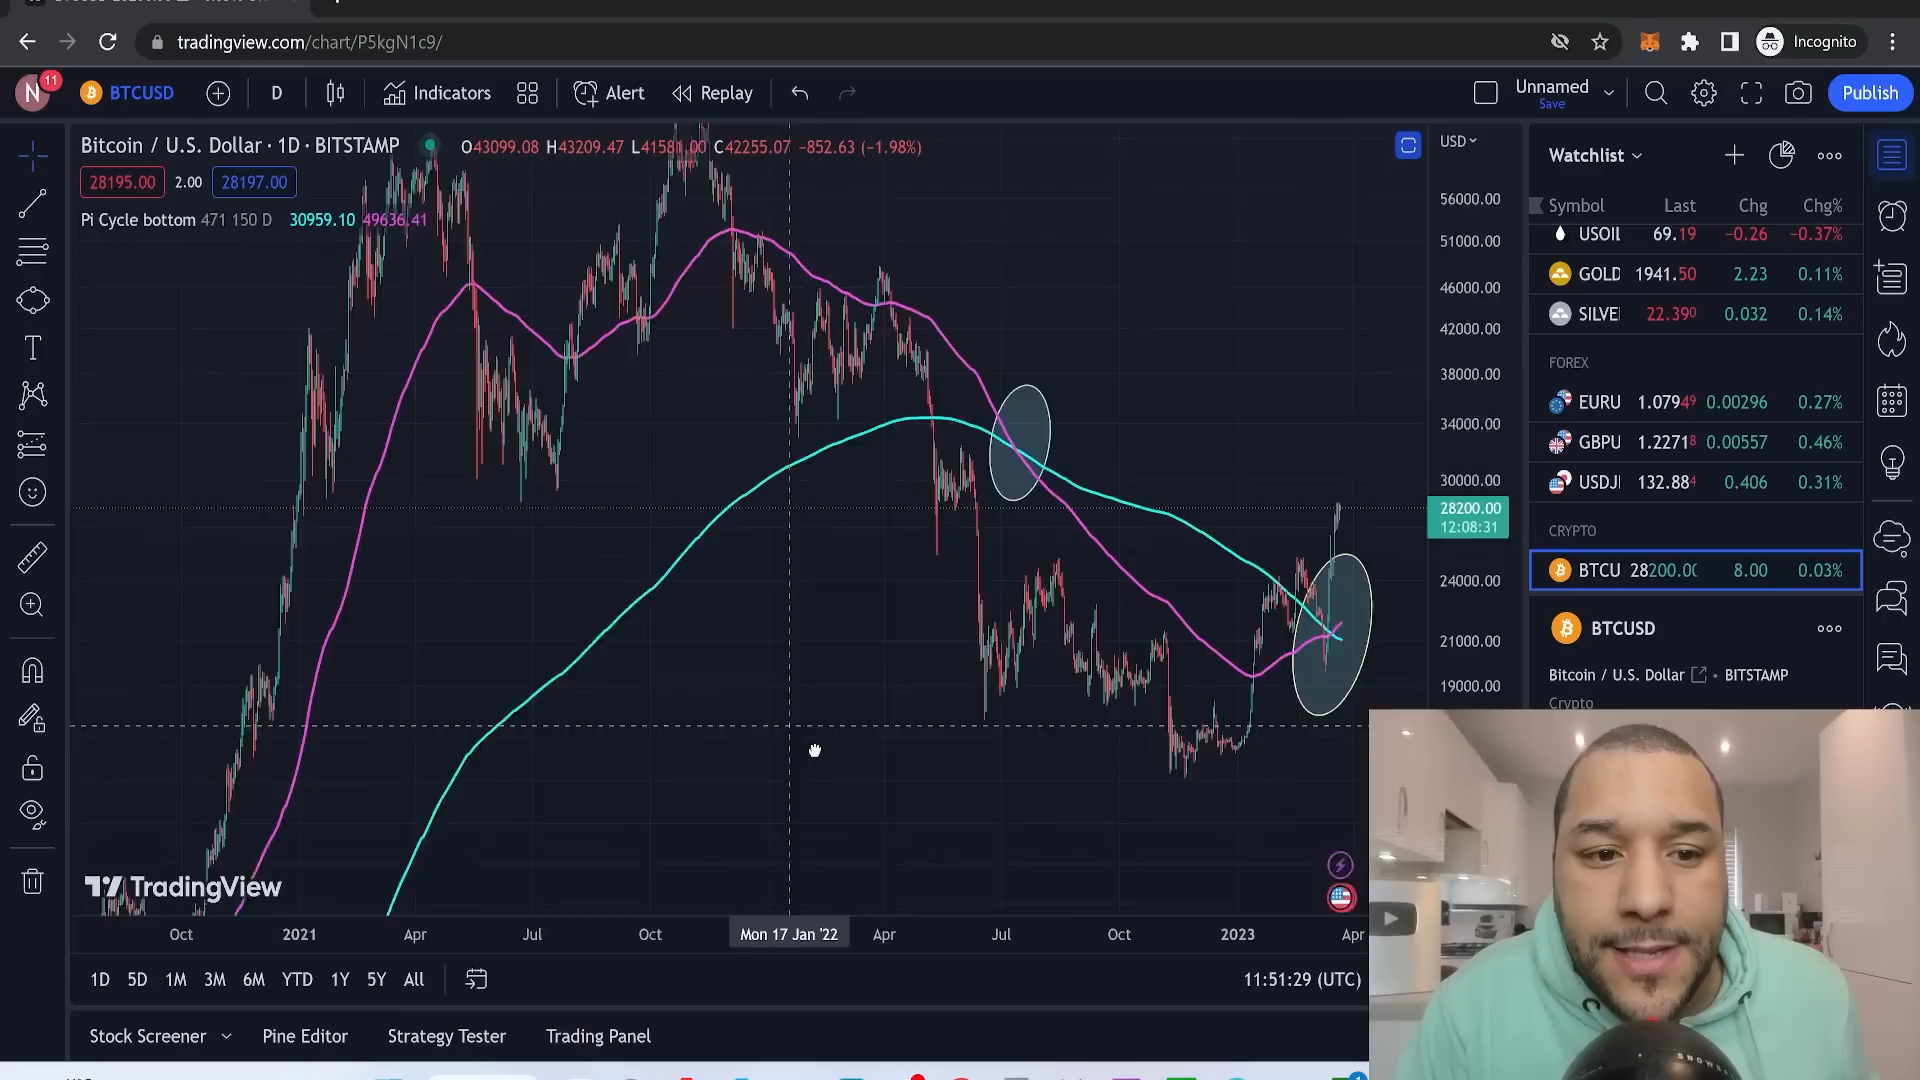 tradingview.com/chart/P5kgN1c9/
Incognito
N
11
BTCUSD
D
Indicators
Alert
Replay
Unnamed
Save
Publish
Bitcoin / U.S. Dollar · 1D · BITSTAMP
O43099.08 H43209.47 L41581.00 C42255.07 −852.63 (−1.98%)
28195.00 2.00 28197.00
Pi Cycle bottom 471 150 D 30959.10 49636.41
USD
56000.00
51000.00
46000.00
42000.00
38000.00
34000.00
30000.00
28200.00
12:08:31
24000.00
21000.00
19000.00
Watchlist
Symbol Last Chg Chg%
USOIL 69.19 −0.26 −0.37%
GOLD 1941.50 2.23 0.11%
SILVE 22.390 0.032 0.14%
FOREX
EURU 1.07949 0.00296 0.27%
GBPU 1.22718 0.00557 0.46%
USDJ 132.884 0.406 0.31%
CRYPTO
BTCU 28200.00 8.00 0.03%
BTCUSD
Bitcoin / U.S. Dollar • BITSTAMP
Crypto
TradingView
Oct 2021 Apr Jul Oct Mon 17 Jan '22 Apr Jul Oct 2023 Apr
1D 5D 1M 3M 6M YTD 1Y 5Y All
11:51:29 (UTC)
Stock Screener Pine Editor Strategy Tester Trading Panel